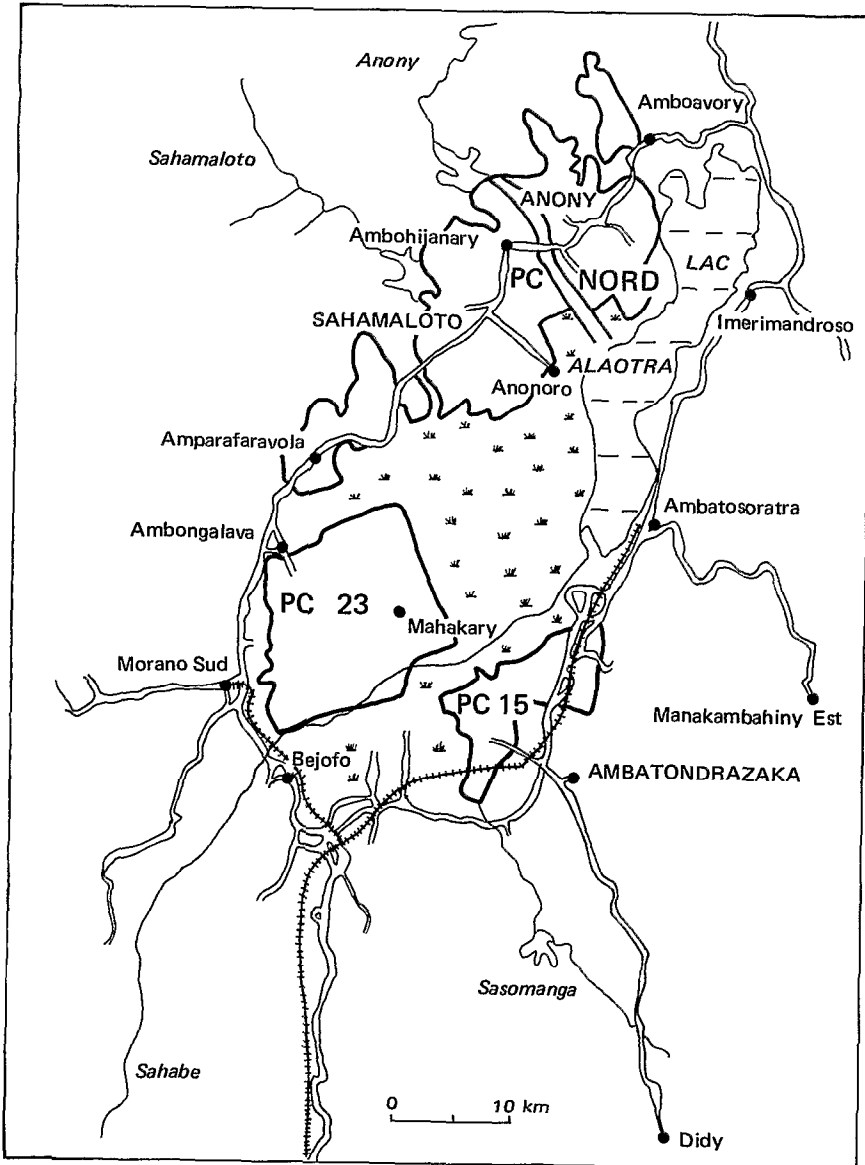 Anony
Amboavory
Sahamaloto
ANONY
Ambohijanary
PC NORD
LAC
SAHAMALOTO
Imerimandroso
ALAOTRA
Anonoro
Amparafaravola
Ambatosoratra
Ambongalava
PC 23
Mahakary
Morano Sud
PC 15
Manakambahiny Est
Bejofo
AMBATONDRAZAKA
Sasomanga
Sahabe
0 10 km
Didy